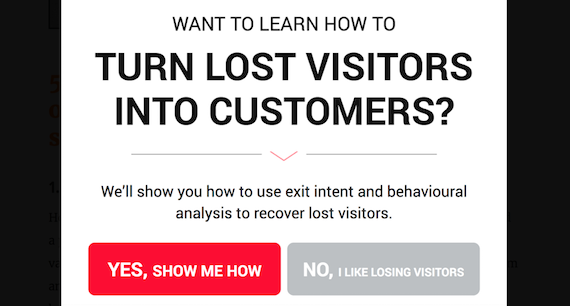 WANT TO LEARN HOW TO
TURN LOST VISITORS
INTO CUSTOMERS?
We'll show you how to use exit intent and behavioural
analysis to recover lost visitors.
YES, SHOW ME HOW
NO, I LIKE LOSING VISITORS